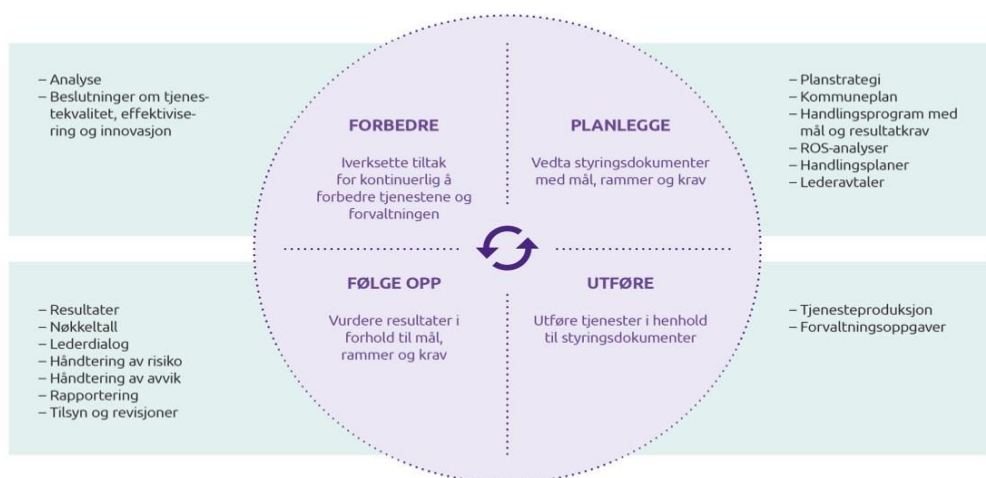 – Analyse
– Beslutninger om tjenes-
tekvalitet, effektivise-
ring og innovasjon
FORBEDRE
Iverksette tiltak
for kontinuerlig å
forbedre tjenestene og
forvaltningen
PLANLEGGE
Vedta styringsdokumenter
med mål, rammer og krav
– Planstrategi
– Kommuneplan
– Handlingsprogram med
mål og resultatkrav
– ROS-analyser
– Handlingsplaner
– Lederavtaler
– Resultater
– Nøkkeltall
– Lederdialog
– Håndtering av risiko
– Håndtering av avvik
– Rapportering
– Tilsyn og revisjoner
FØLGE OPP
Vurdere resultater i
forhold til mål,
rammer og krav
UTFØRE
Utføre tjenester i henhold
til styringsdokumenter
– Tjenesteproduksjon
– Forvaltningsoppgaver